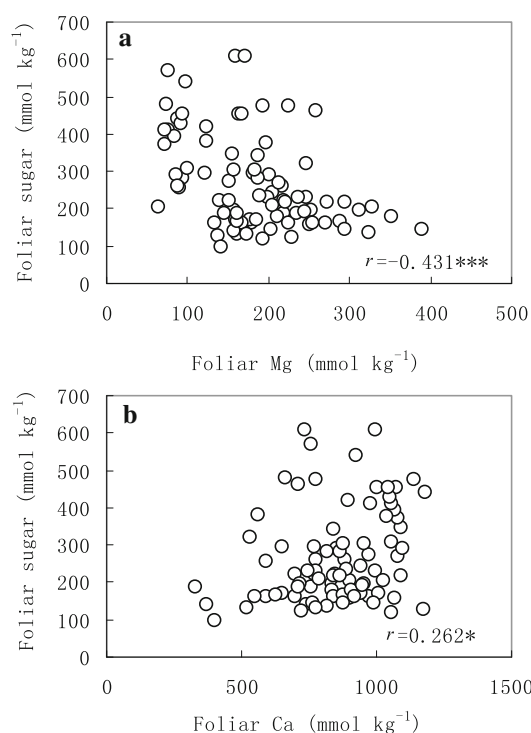 a
Foliar sugar (mmol kg⁻¹)
700
600
500
400
300
200
100
0
r=-0.431***
0 100 200 300 400 500
Foliar Mg (mmol kg⁻¹)
b
Foliar sugar (mmol kg⁻¹)
700
600
500
400
300
200
100
0
r=0.262*
0 500 1000 1500
Foliar Ca (mmol kg⁻¹)